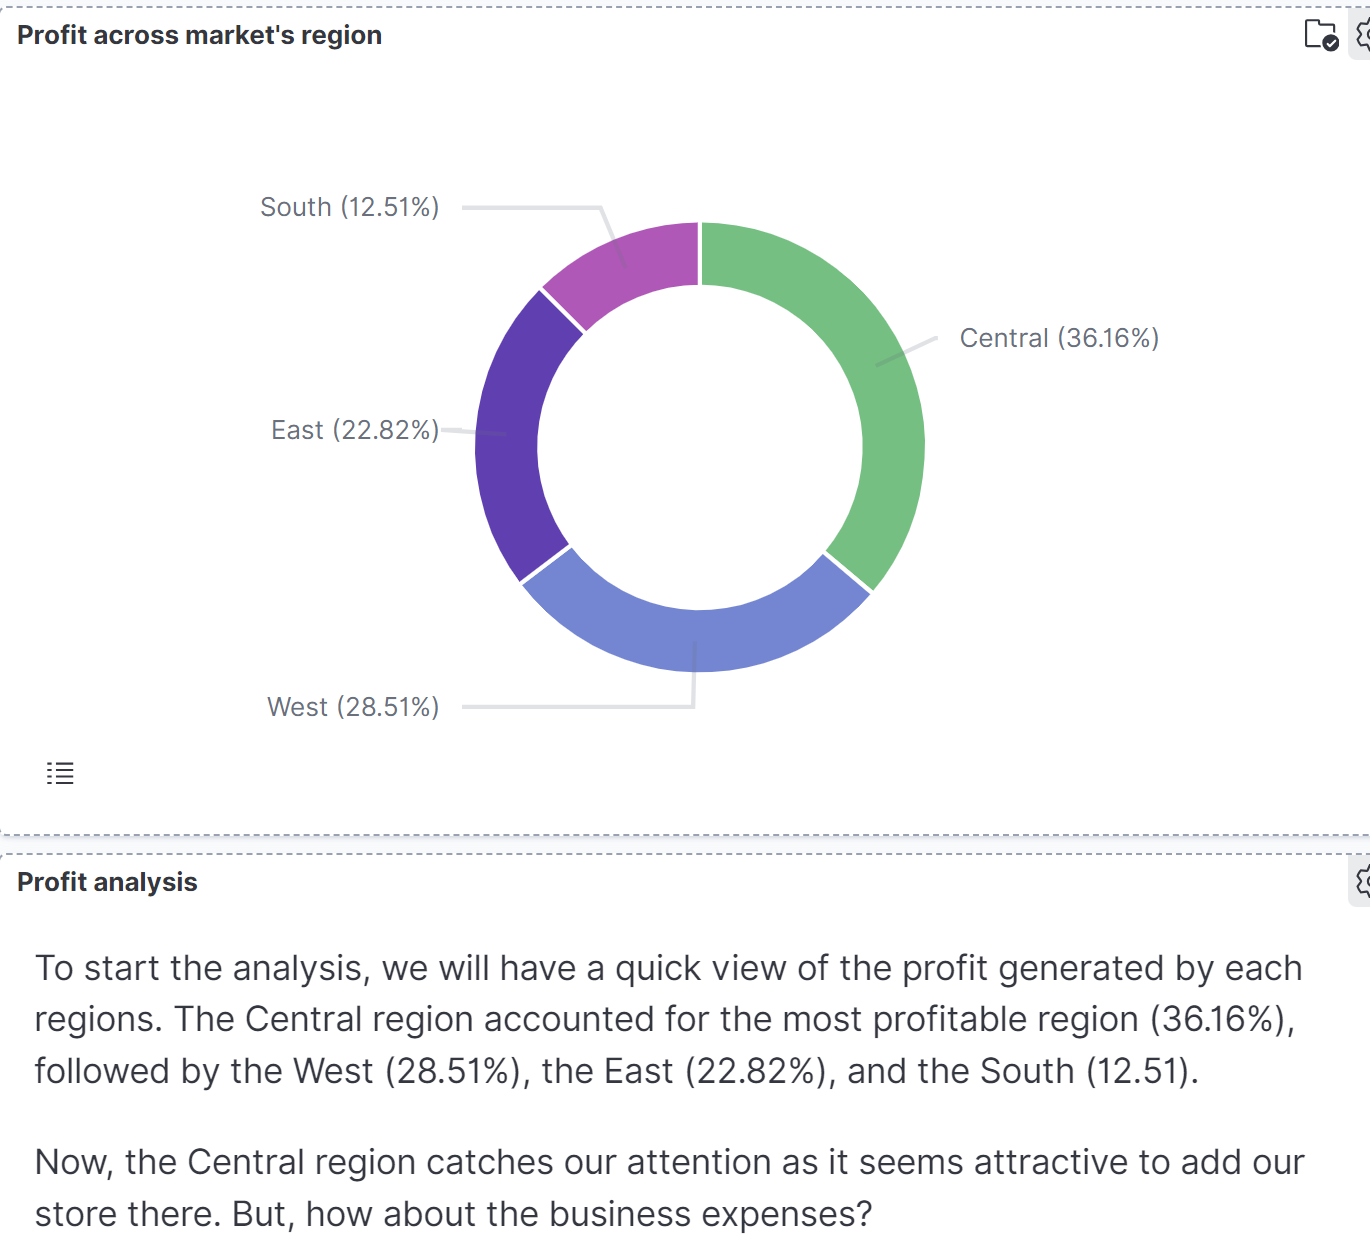 Profit across market's region
South (12.51%)
Central (36.16%)
East (22.82%)
West (28.51%)
Profit analysis
To start the analysis, we will have a quick view of the profit generated by each
regions. The Central region accounted for the most profitable region (36.16%),
followed by the West (28.51%), the East (22.82%), and the South (12.51).
Now, the Central region catches our attention as it seems attractive to add our
store there. But, how about the business expenses?